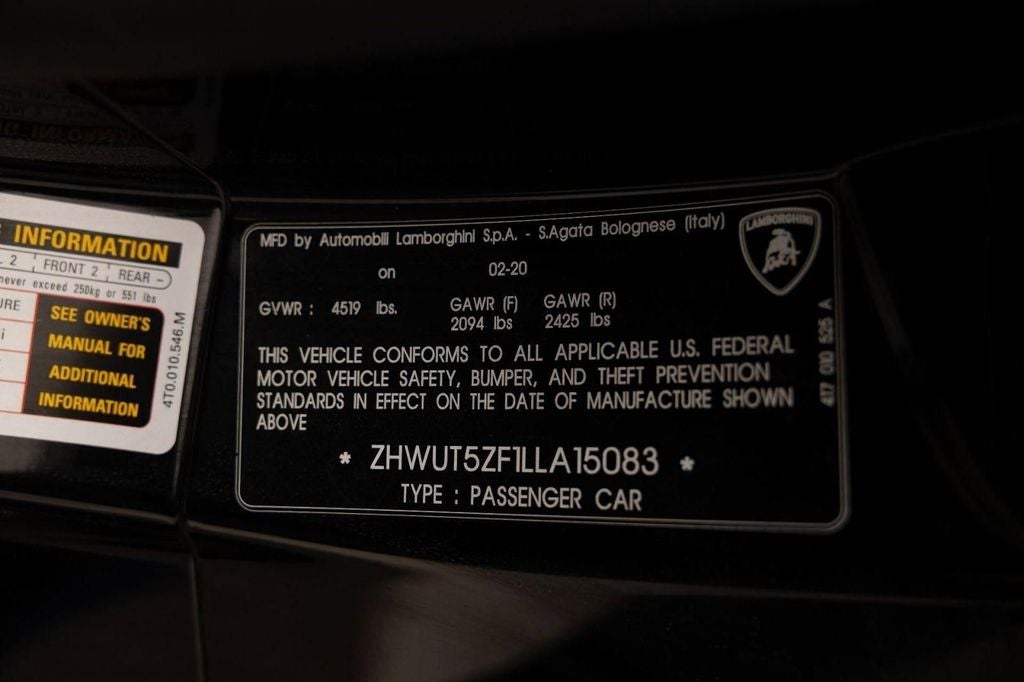 INFORMATION
2 FRONT 2 REAR –
never exceed 250kg or 551 lbs
SEE OWNER'S
MANUAL FOR
ADDITIONAL
INFORMATION
4T0.010.546.M
MFD by Automobili Lamborghini S.p.A. - S.Agata Bolognese (Italy)
on 02-20
GVWR : 4519 lbs. GAWR (F) GAWR (R)
2094 lbs 2425 lbs
THIS VEHICLE CONFORMS TO ALL APPLICABLE U.S. FEDERAL
MOTOR VEHICLE SAFETY, BUMPER, AND THEFT PREVENTION
STANDARDS IN EFFECT ON THE DATE OF MANUFACTURE SHOWN
ABOVE
* ZHWUT5ZF1LLA15083 *
TYPE : PASSENGER CAR
LAMBORGHINI
417 010 526 A